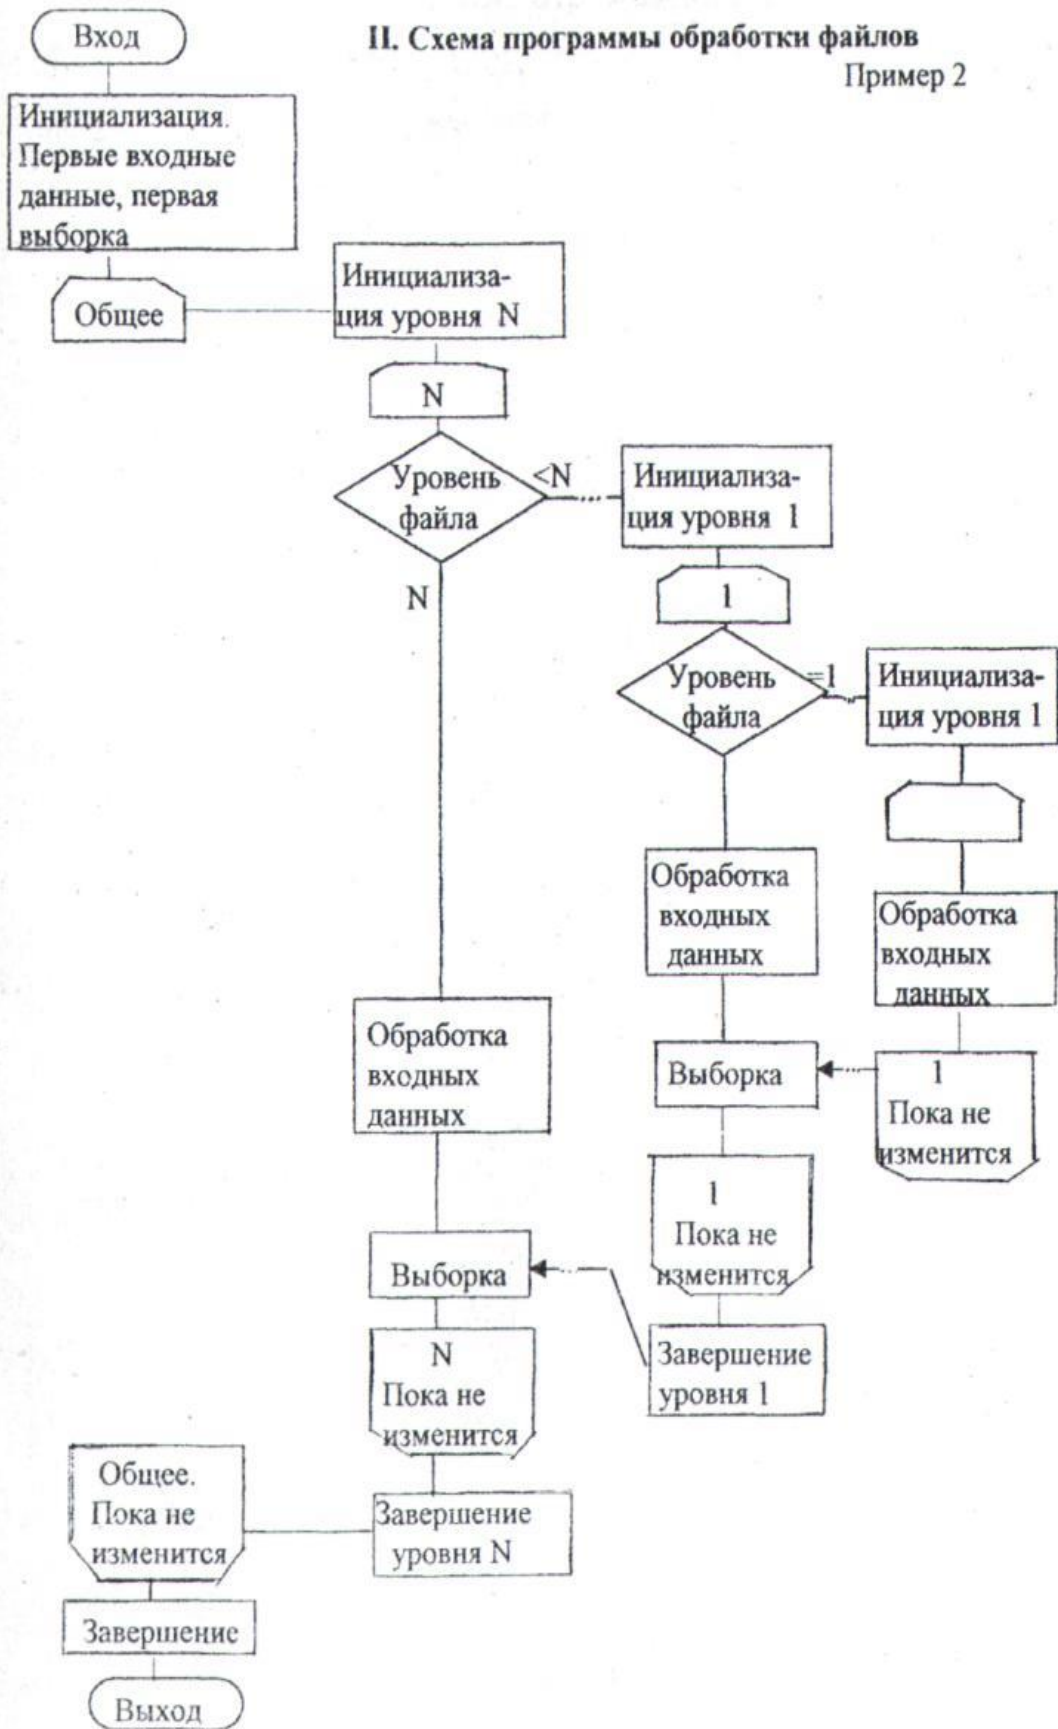 Вход
II. Схема программы обработки файлов
Пример 2
Инициализация.
Первые входные
данные, первая
выборка
Общее
Инициализа-
ция уровня N
N
Уровень
файла
<N
N
Инициализа-
ция уровня 1
1
Уровень
файла
=1
Инициализа-
ция уровня 1
Обработка
входных
данных
Обработка
входных
данных
Обработка
входных
данных
Выборка
1
Пока не
изменится
1
Пока не
изменится
Выборка
N
Пока не
изменится
Завершение
уровня 1
Общее.
Пока не
изменится
Завершение
уровня N
Завершение
Выход